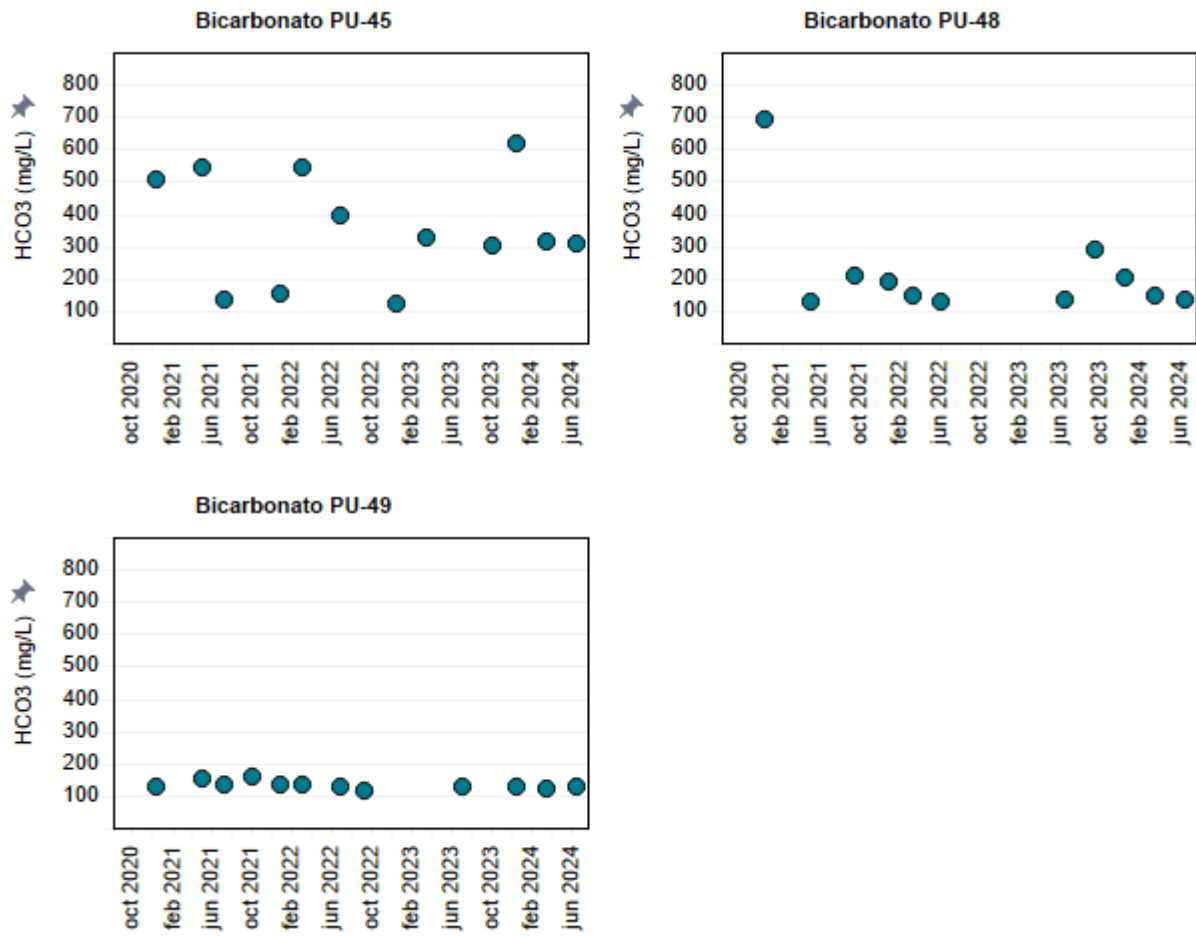 Bicarbonato PU-45
HCO3 (mg/L)
800
700
600
500
400
300
200
100
oct 2020
feb 2021
jun 2021
oct 2021
feb 2022
jun 2022
oct 2022
feb 2023
jun 2023
oct 2023
feb 2024
jun 2024
Bicarbonato PU-48
HCO3 (mg/L)
800
700
600
500
400
300
200
100
oct 2020
feb 2021
jun 2021
oct 2021
feb 2022
jun 2022
oct 2022
feb 2023
jun 2023
oct 2023
feb 2024
jun 2024
Bicarbonato PU-49
HCO3 (mg/L)
800
700
600
500
400
300
200
100
oct 2020
feb 2021
jun 2021
oct 2021
feb 2022
jun 2022
oct 2022
feb 2023
jun 2023
oct 2023
feb 2024
jun 2024